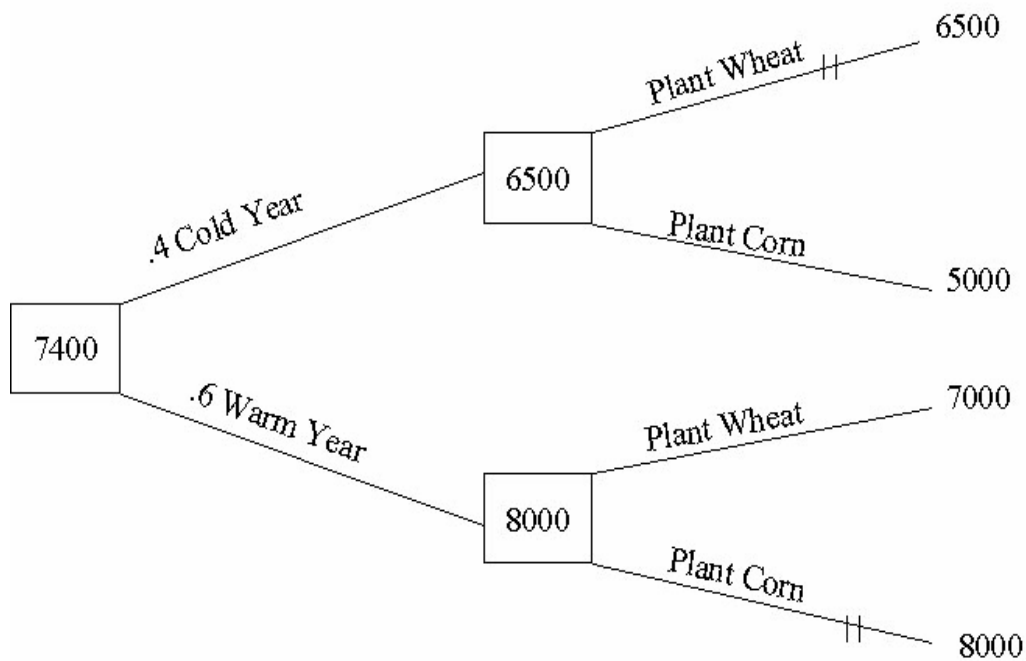 6500
Plant Wheat
6500
.4 Cold Year
Plant Corn
5000
7400
7000
.6 Warm Year
Plant Wheat
8000
Plant Corn
8000